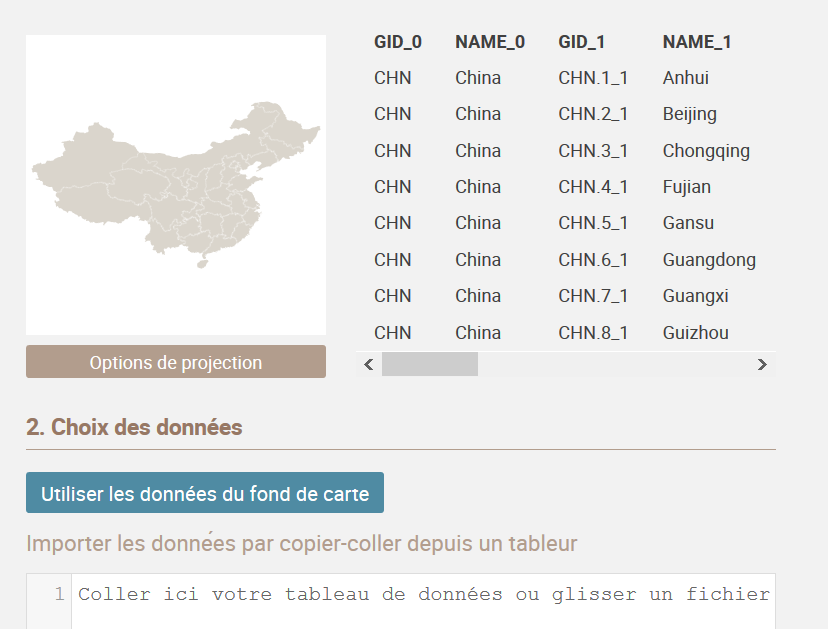 GID_0 NAME_0 GID_1 NAME_1
CHN China CHN.1_1 Anhui
CHN China CHN.2_1 Beijing
CHN China CHN.3_1 Chongqing
CHN China CHN.4_1 Fujian
CHN China CHN.5_1 Gansu
CHN China CHN.6_1 Guangdong
CHN China CHN.7_1 Guangxi
CHN China CHN.8_1 Guizhou
Options de projection
2. Choix des données
Utiliser les données du fond de carte
Importer les données par copier-coller depuis un tableur
1 Coller ici votre tableau de données ou glisser un fichier